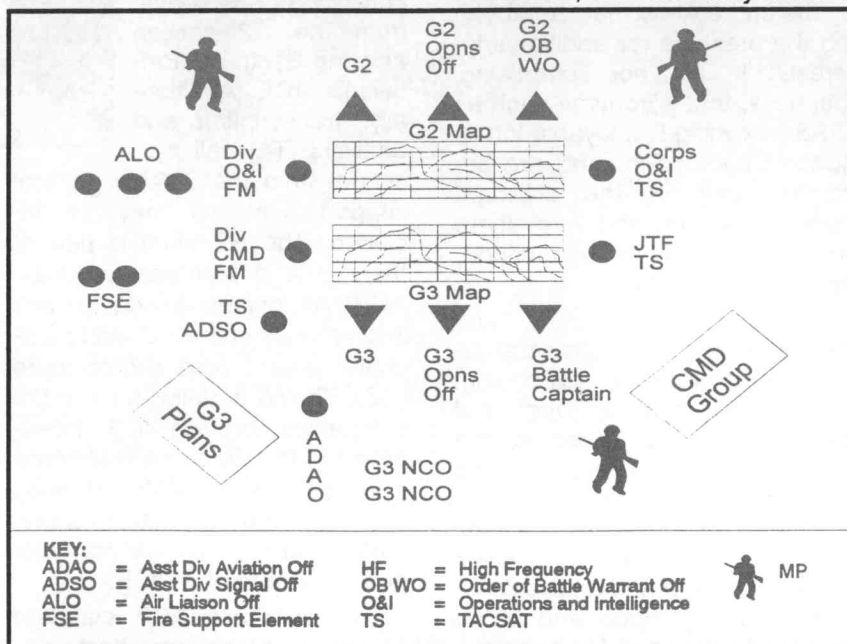 G2
G2
Opns
Off
G2
OB
WO
G2 Map
ALO
Div
O&I
FM
Corps
O&I
TS
Div
CMD
FM
JTF
TS
FSE
G3 Map
TS
ADSO
G3
G3
Opns
Off
G3
Battle
Captain
CMD
Group
G3
Plans
A
D
A
O
G3 NCO
G3 NCO
KEY:
ADAO = Asst Div Aviation Off
ADSO = Asst Div Signal Off
ALO = Air Liaison Off
FSE = Fire Support Element
HF = High Frequency
OB WO = Order of Battle Warrant Off
O&I = Operations and Intelligence
TS = TACSAT
MP